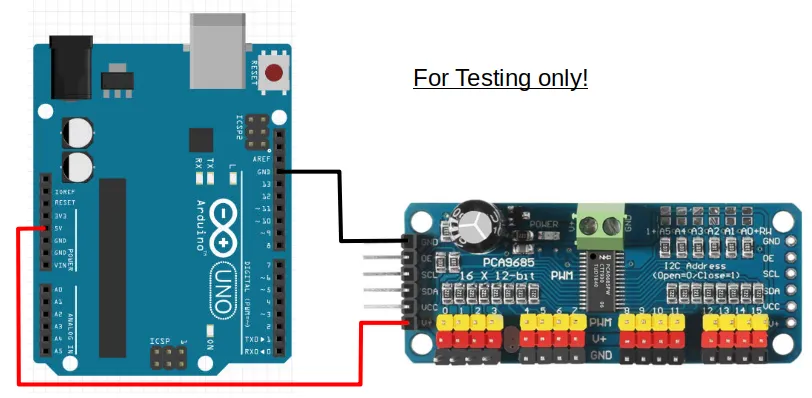 For Testing only!
RESET
ICSP2
AREF
GND
13
12
~11
~10
~9
8
7
~6
~5
4
~3
2
TXD►1
RXD◄0
DIGITAL (PWM=~)
L
TX
RX
Arduino™
UNO
ON
ICSP
IOREF
RESET
3V3
5V
GND
GND
VIN
POWER
A0
A1
A2
A3
A4
A5
ANALOG IN
GND
OE
SCL
SDA
VCC
V+
POWER
V+
GND
PCA9685
16 X 12-bit PWM
A5 A4 A3 A2 A1 A0
I2C Address
(Open=0/Close=1)
GND
OE
SCL
SDA
VCC
V+
0 1 2 3 4 5 6 7 8 9 10 11 12 13 14 15
PWM
V+
GND